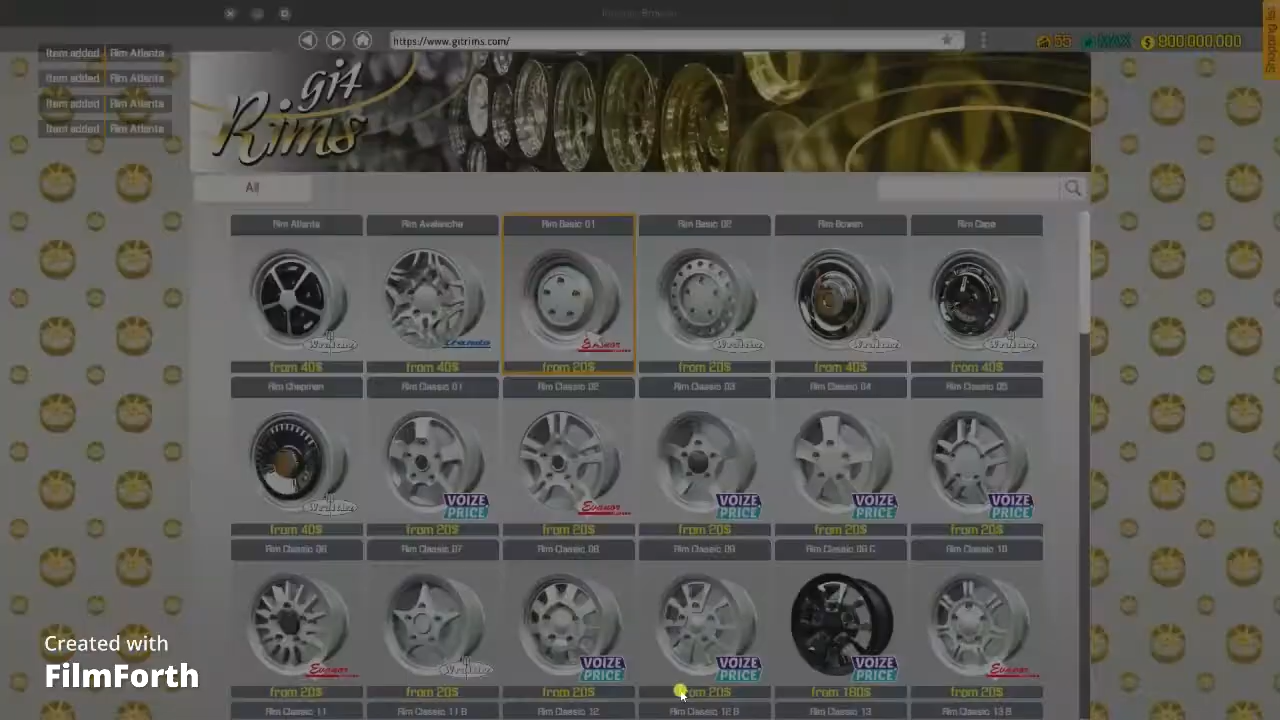 https://www.gitrims.com/
55 MAX 900.000.000
Shopping list
Item added Rim Atlanta
Item added Rim Atlanta
Item added Rim Atlanta
Item added Rim Atlanta
git
Rims
All
Rim Atlanta Rim Avalanche Rim Basic 01 Rim Basic 02 Rim Bowen Rim Cape
from 40$ from 40$ from 20$ from 20$ from 40$ from 40$
Rim Chapman Rim Classic 01 Rim Classic 02 Rim Classic 03 Rim Classic 04 Rim Classic 05
VOIZE PRICE VOIZE PRICE VOIZE PRICE VOIZE PRICE
from 40$ from 20$ from 20$ from 20$ from 20$ from 20$
Rim Classic 06 Rim Classic 07 Rim Classic 08 Rim Classic 09 Rim Classic 09 C Rim Classic 10
VOIZE PRICE VOIZE PRICE VOIZE PRICE
from 20$ from 20$ from 20$ from 20$ from 180$ from 20$
Rim Classic 11 Rim Classic 11 B Rim Classic 12 Rim Classic 12 B Rim Classic 13 Rim Classic 13 B
Created with
FilmForth